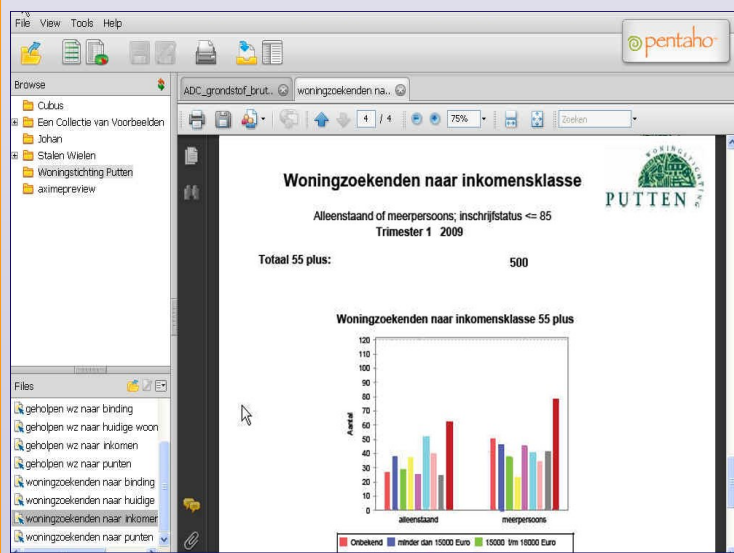 File View Tools Help
pentaho
Browse
Cubus
Een Collectie van Voorbeelden
Johan
Stalen Wielen
Woningstichting Putten
aximepreview
Files
geholpen wz naar binding
geholpen wz naar huidige woon
geholpen wz naar inkomen
geholpen wz naar punten
woningzoekenden naar binding
woningzoekenden naar huidige
woningzoekenden naar inkomen
woningzoekenden naar punten
ADC_grondstof_brut.. woningzoekenden na..
4 / 4 75% Zoeken
WONINGSTICHTING
PUTTEN
Woningzoekenden naar inkomensklasse
Alleenstaand of meerpersoons; inschrijfstatus <= 85
Trimester 1 2009
Totaal 55 plus: 500
Woningzoekenden naar inkomensklasse 55 plus
120
110
100
90
80
70
60
50
40
30
20
10
0
Aantal
alleenstaand meerpersoons
Onbekend minder dan 15000 Euro 15000 t/m 18000 Euro